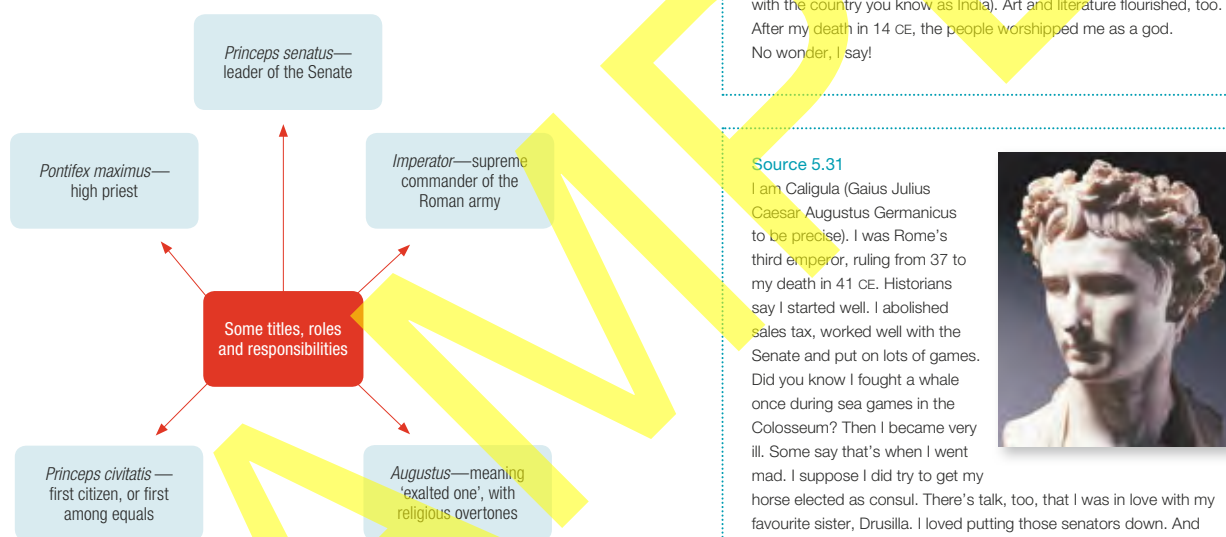 Princeps senatus—
leader of the Senate
Pontifex maximus—
high priest
Imperator—supreme
commander of the
Roman army
Some titles, roles
and responsibilities
Princeps civitatis —
first citizen, or first
among equals
Augustus—meaning
‘exalted one’, with
religious overtones
with the country you know as India). Art and literature flourished, too.
After my death in 14 CE, the people worshipped me as a god.
No wonder, I say!
Source 5.31
I am Caligula (Gaius Julius
Caesar Augustus Germanicus
to be precise). I was Rome’s
third emperor, ruling from 37 to
my death in 41 CE. Historians
say I started well. I abolished
sales tax, worked well with the
Senate and put on lots of games.
Did you know I fought a whale
once during sea games in the
Colosseum? Then I became very
ill. Some say that’s when I went
mad. I suppose I did try to get my
horse elected as consul. There’s talk, too, that I was in love with my
favourite sister, Drusilla. I loved putting those senators down. And